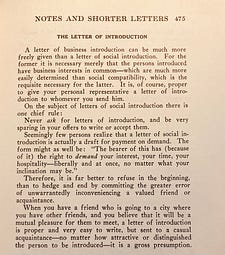 NOTES AND SHORTER LETTERS 475
THE LETTER OF INTRODUCTION
A letter of business introduction can be much more
freely given than a letter of social introduction. For the
former it is necessary merely that the persons introduced
have business interests in common—which are much more
easily determined than social compatibility, which is the
requisite necessary for the latter. It is, of course, proper
to give your personal representative a letter of introduc-
tion to whomever you send him.
On the subject of letters of social introduction there is
one chief rule:
Never ask for letters of introduction, and be very
sparing in your offers to write or accept them.
Seemingly few persons realize that a letter of social in-
troduction is actually a draft for payment on demand. The
form might as well be: "The bearer of this has (because
of it) the right to demand your interest, your time, your
hospitality—liberally and at once, no matter what your
inclination may be."
Therefore, it is far better to refuse in the beginning,
than to hedge and end by committing the greater error
of unwarrantedly inconveniencing a valued friend or
acquaintance.
When you have a friend who is going to a city where
you have other friends, and you believe that it will be a
mutual pleasure for them to meet, a letter of introduction
is proper and very easy to write, but sent to a casual
acquaintance—no matter how attractive or distinguished
the person to be introduced—it is a gross presumption.